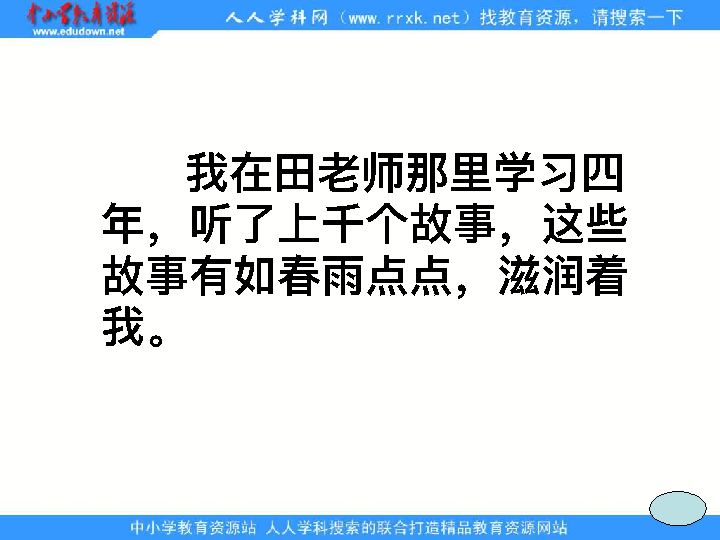 中小学教育资源
www.edudown.net
人人学科网（www.rrxk.net）找教育资源，请搜索一下
我在田老师那里学习四
年，听了上千个故事，这些
故事有如春雨点点，滋润着
我。
中小学教育资源站 人人学科搜索的联合打造精品教育资源网站